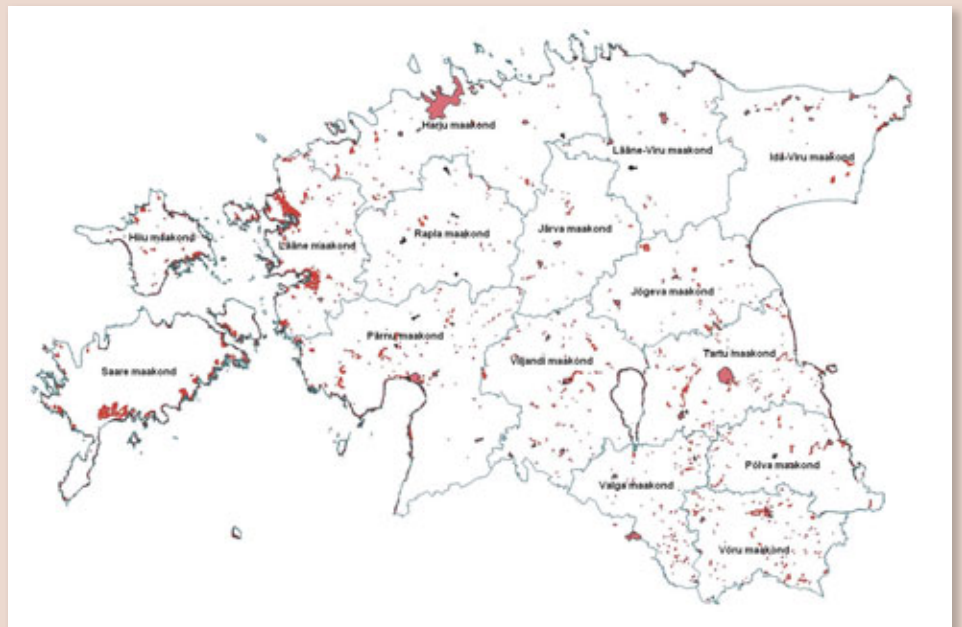 Harju maakond
Lääne-Viru maakond
Ida-Viru maakond
Hiiu maakond
Lääne maakond
Rapla maakond
Järva maakond
Jõgeva maakond
Pärnu maakond
Viljandi maakond
Tartu maakond
Saare maakond
Põlva maakond
Valga maakond
Võru maakond